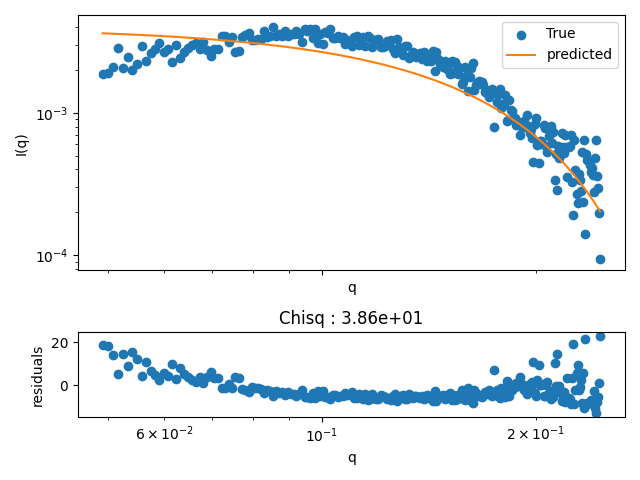 True
predicted
I(q)
10⁻³
10⁻⁴
q
Chisq : 3.86e+01
residuals
20
0
6 × 10⁻²
10⁻¹
2 × 10⁻¹
q